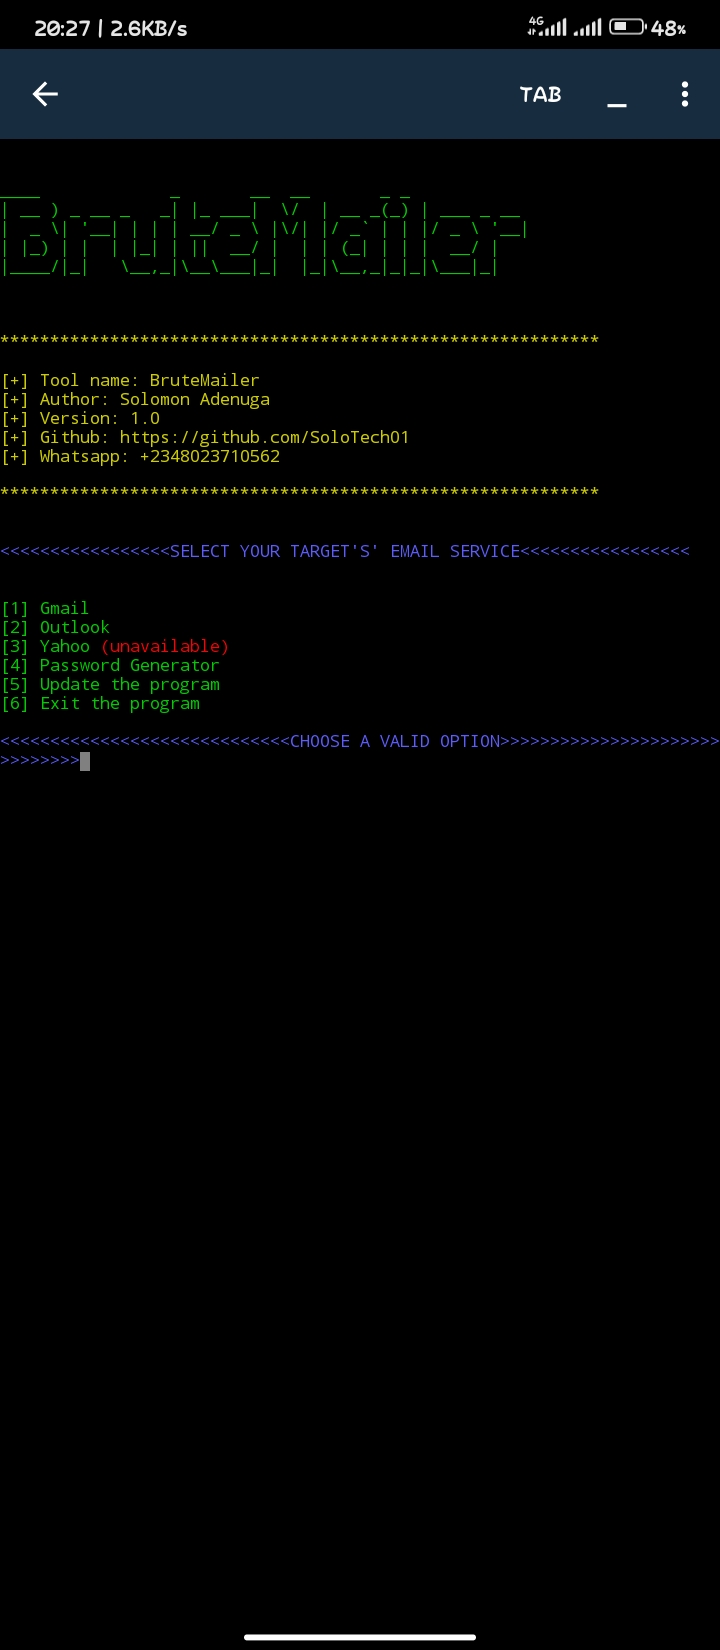 20:27 | 2.6KB/s 4G 48%
TAB
BruteMailer
************************************************************
[+] Tool name: BruteMailer
[+] Author: Solomon Adenuga
[+] Version: 1.0
[+] Github: https://github.com/SoloTech01
[+] Whatsapp: +2348023710562
************************************************************
<<<<<<<<<<<<<<<<<SELECT YOUR TARGET'S' EMAIL SERVICE<<<<<<<<<<<<<<<<<
[1] Gmail
[2] Outlook
[3] Yahoo (unavailable)
[4] Password Generator
[5] Update the program
[6] Exit the program
<<<<<<<<<<<<<<<<<<<<<<<<<<<<<CHOOSE A VALID OPTION>>>>>>>>>>>>>>>>>>>>>>
>>>>>>>>